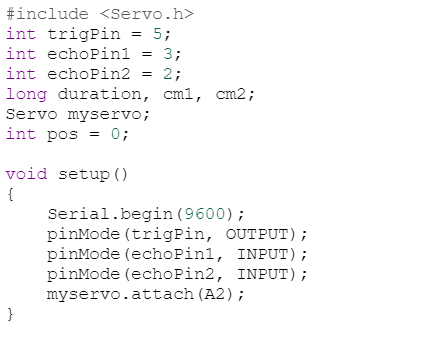 #include <Servo.h>
int trigPin = 5;
int echoPin1 = 3;
int echoPin2 = 2;
long duration, cm1, cm2;
Servo myservo;
int pos = 0;

void setup()
{
    Serial.begin(9600);
    pinMode(trigPin, OUTPUT);
    pinMode(echoPin1, INPUT);
    pinMode(echoPin2, INPUT);
    myservo.attach(A2);
}